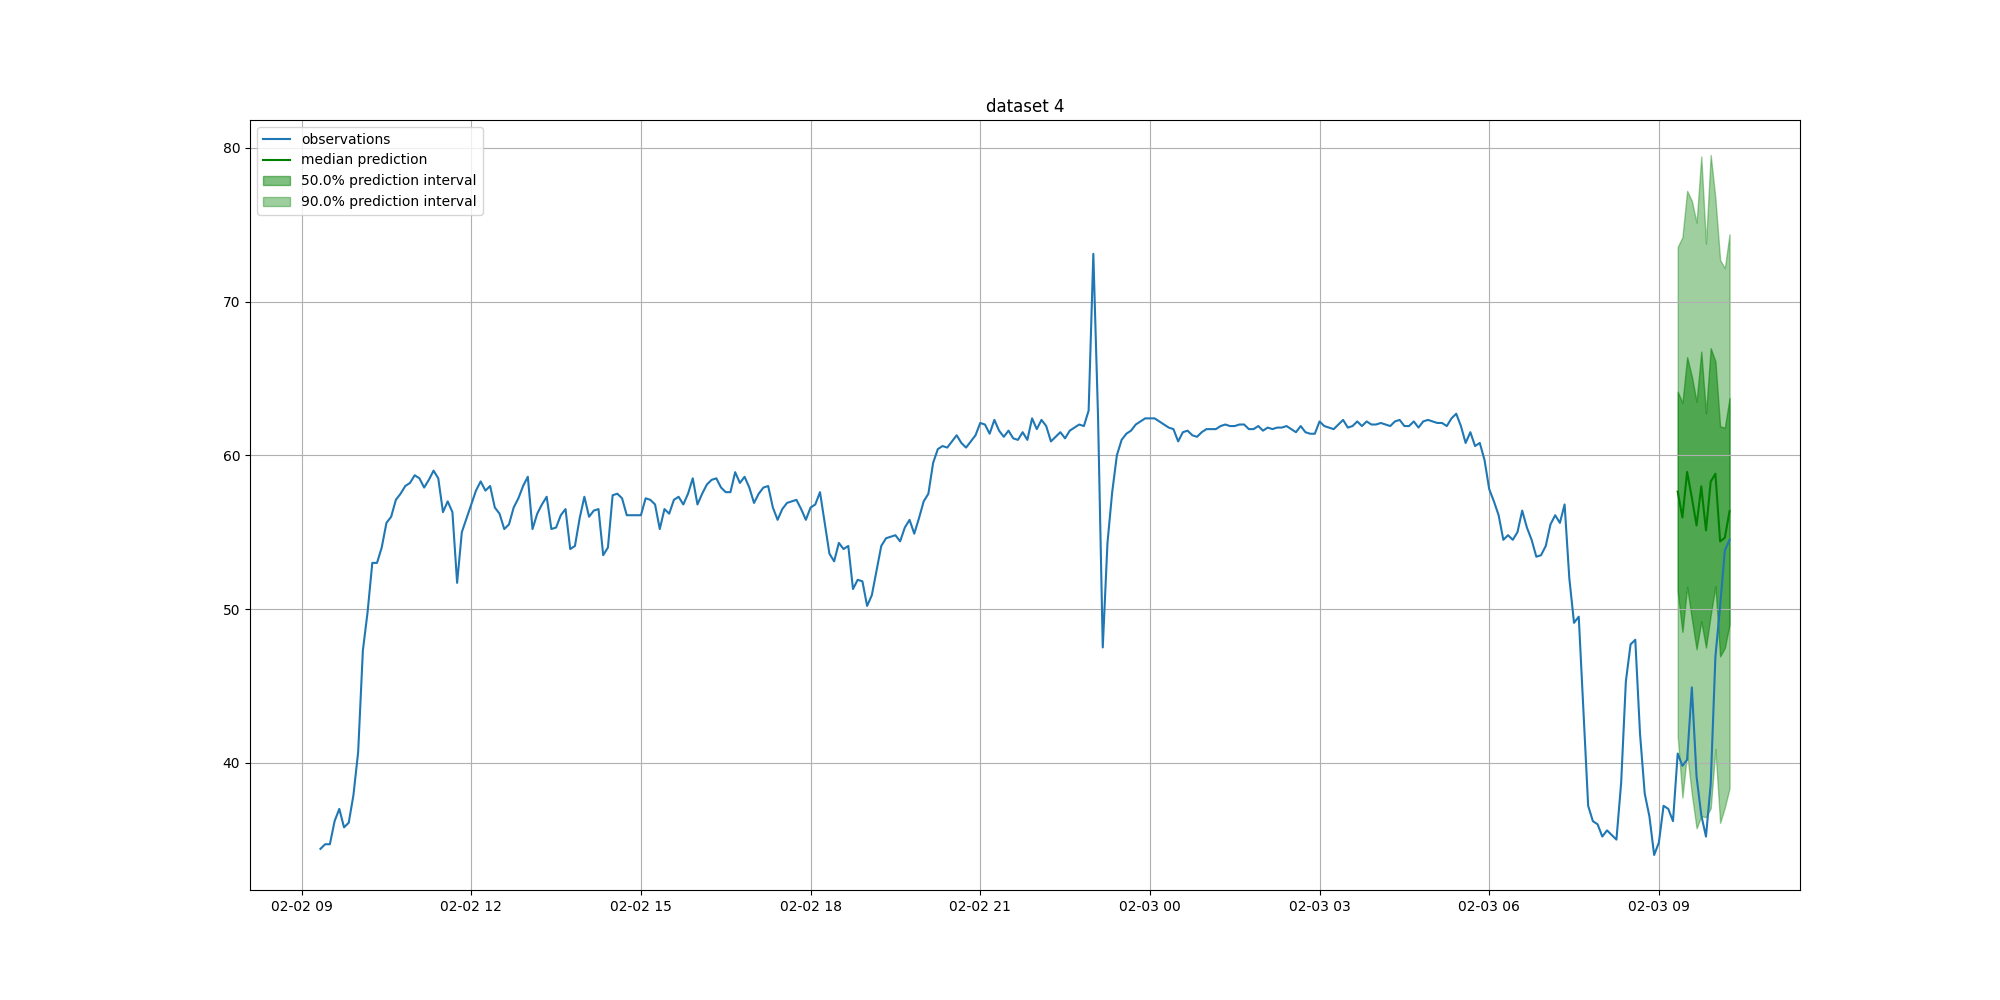 dataset 4
observations
median prediction
50.0% prediction interval
90.0% prediction interval
80
70
60
50
40
02-02 09
02-02 12
02-02 15
02-02 18
02-02 21
02-03 00
02-03 03
02-03 06
02-03 09